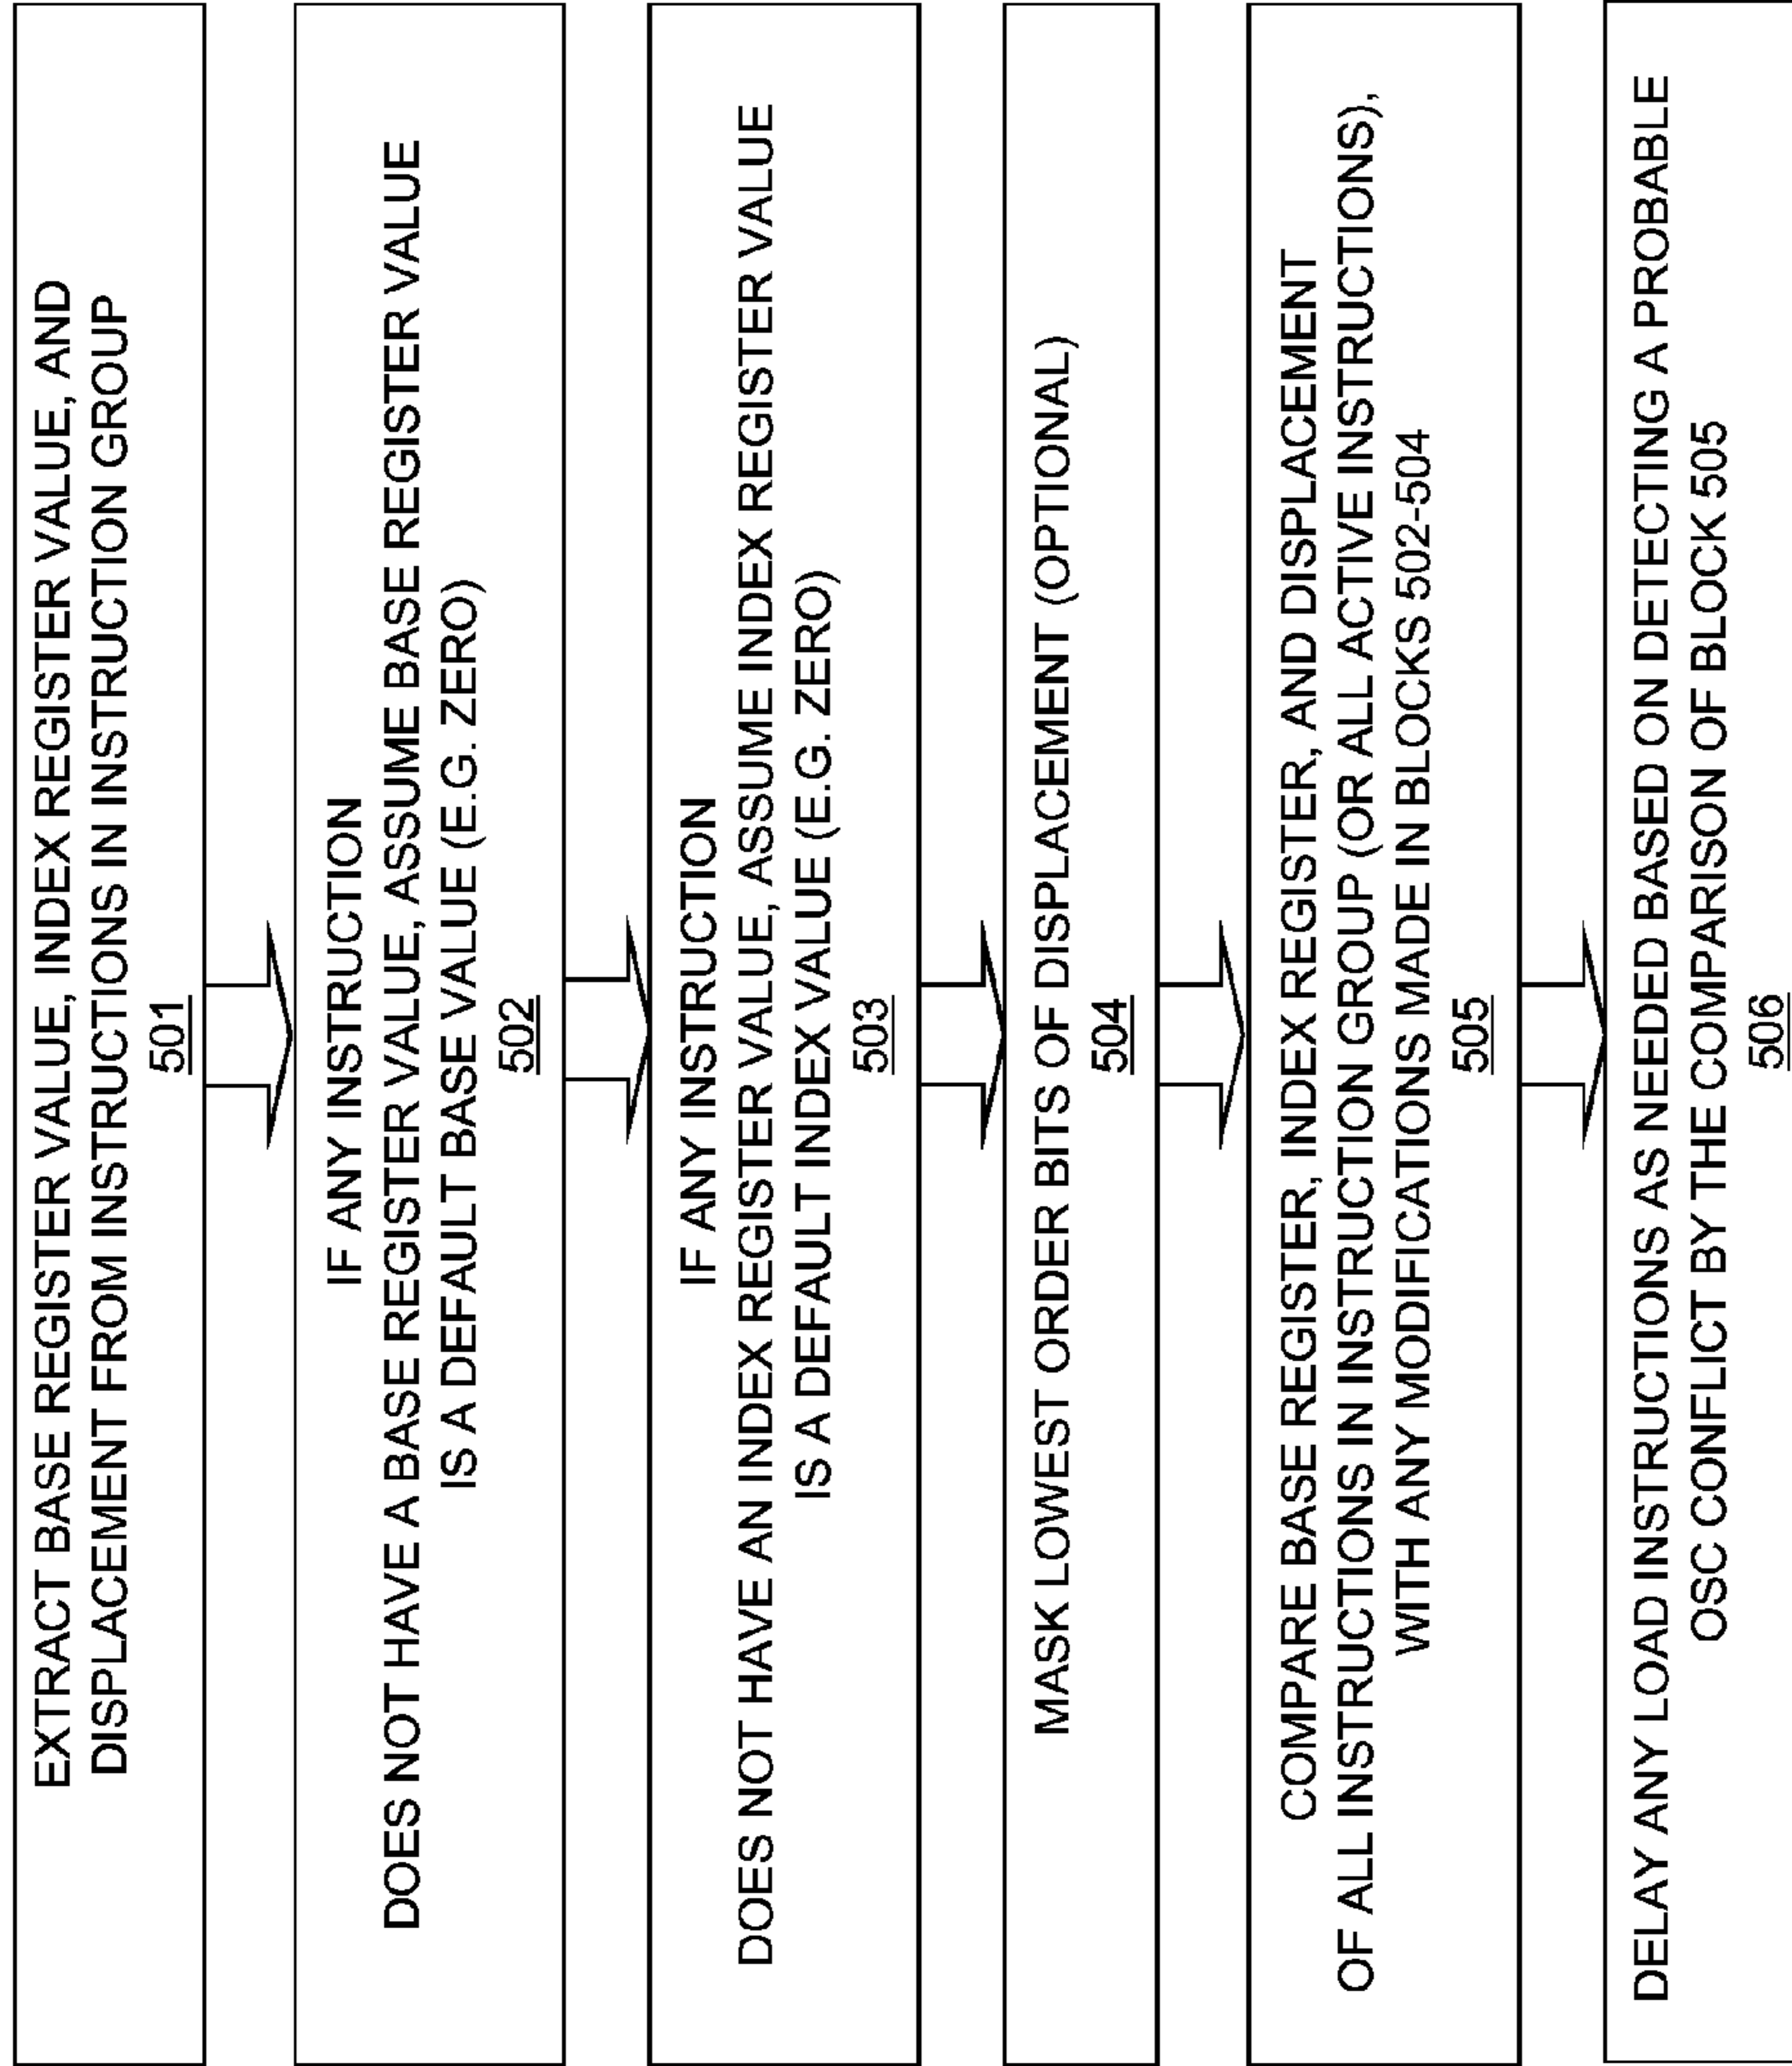 EXTRACT BASE REGISTER VALUE, INDEX REGISTER VALUE, AND
DISPLACEMENT FROM INSTRUCTIONS IN INSTRUCTION GROUP
501
IF ANY INSTRUCTION
DOES NOT HAVE A BASE REGISTER VALUE, ASSUME BASE REGISTER VALUE
IS A DEFAULT BASE VALUE (E.G. ZERO)
502
IF ANY INSTRUCTION
DOES NOT HAVE AN INDEX REGISTER VALUE, ASSUME INDEX REGISTER VALUE
IS A DEFAULT INDEX VALUE (E.G. ZERO)
503
MASK LOWEST ORDER BITS OF DISPLACEMENT (OPTIONAL)
504
COMPARE BASE REGISTER, INDEX REGISTER, AND DISPLACEMENT
OF ALL INSTRUCTIONS IN INSTRUCTION GROUP (OR ALL ACTIVE INSTRUCTIONS),
WITH ANY MODIFICATIONS MADE IN BLOCKS 502-504
505
DELAY ANY LOAD INSTRUCTIONS AS NEEDED BASED ON DETECTING A PROBABLE
OSC CONFLICT BY THE COMPARISON OF BLOCK 505
506